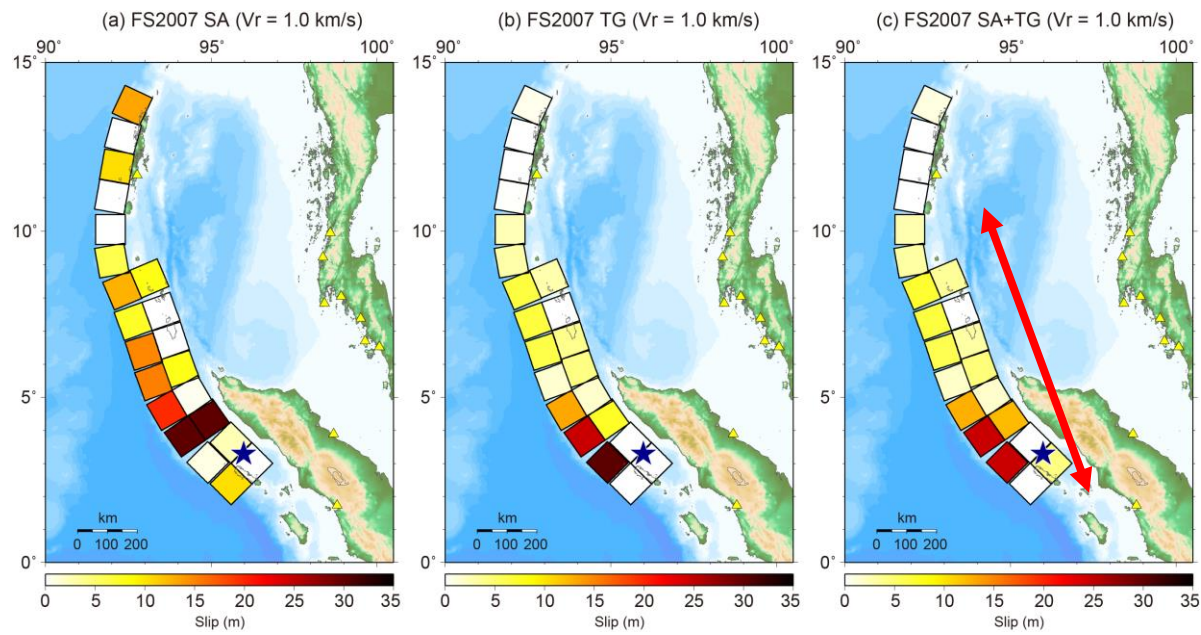 (a) FS2007 SA (Vr = 1.0 km/s)
90° 95° 100°
15°
10°
5°
0°
km
0 100 200
0 5 10 15 20 25 30 35
Slip (m)
(b) FS2007 TG (Vr = 1.0 km/s)
90° 95° 100°
15°
10°
5°
0°
km
0 100 200
0 5 10 15 20 25 30 35
Slip (m)
(c) FS2007 SA+TG (Vr = 1.0 km/s)
90° 95° 100°
15°
10°
5°
0°
km
0 100 200
0 5 10 15 20 25 30 35
Slip (m)